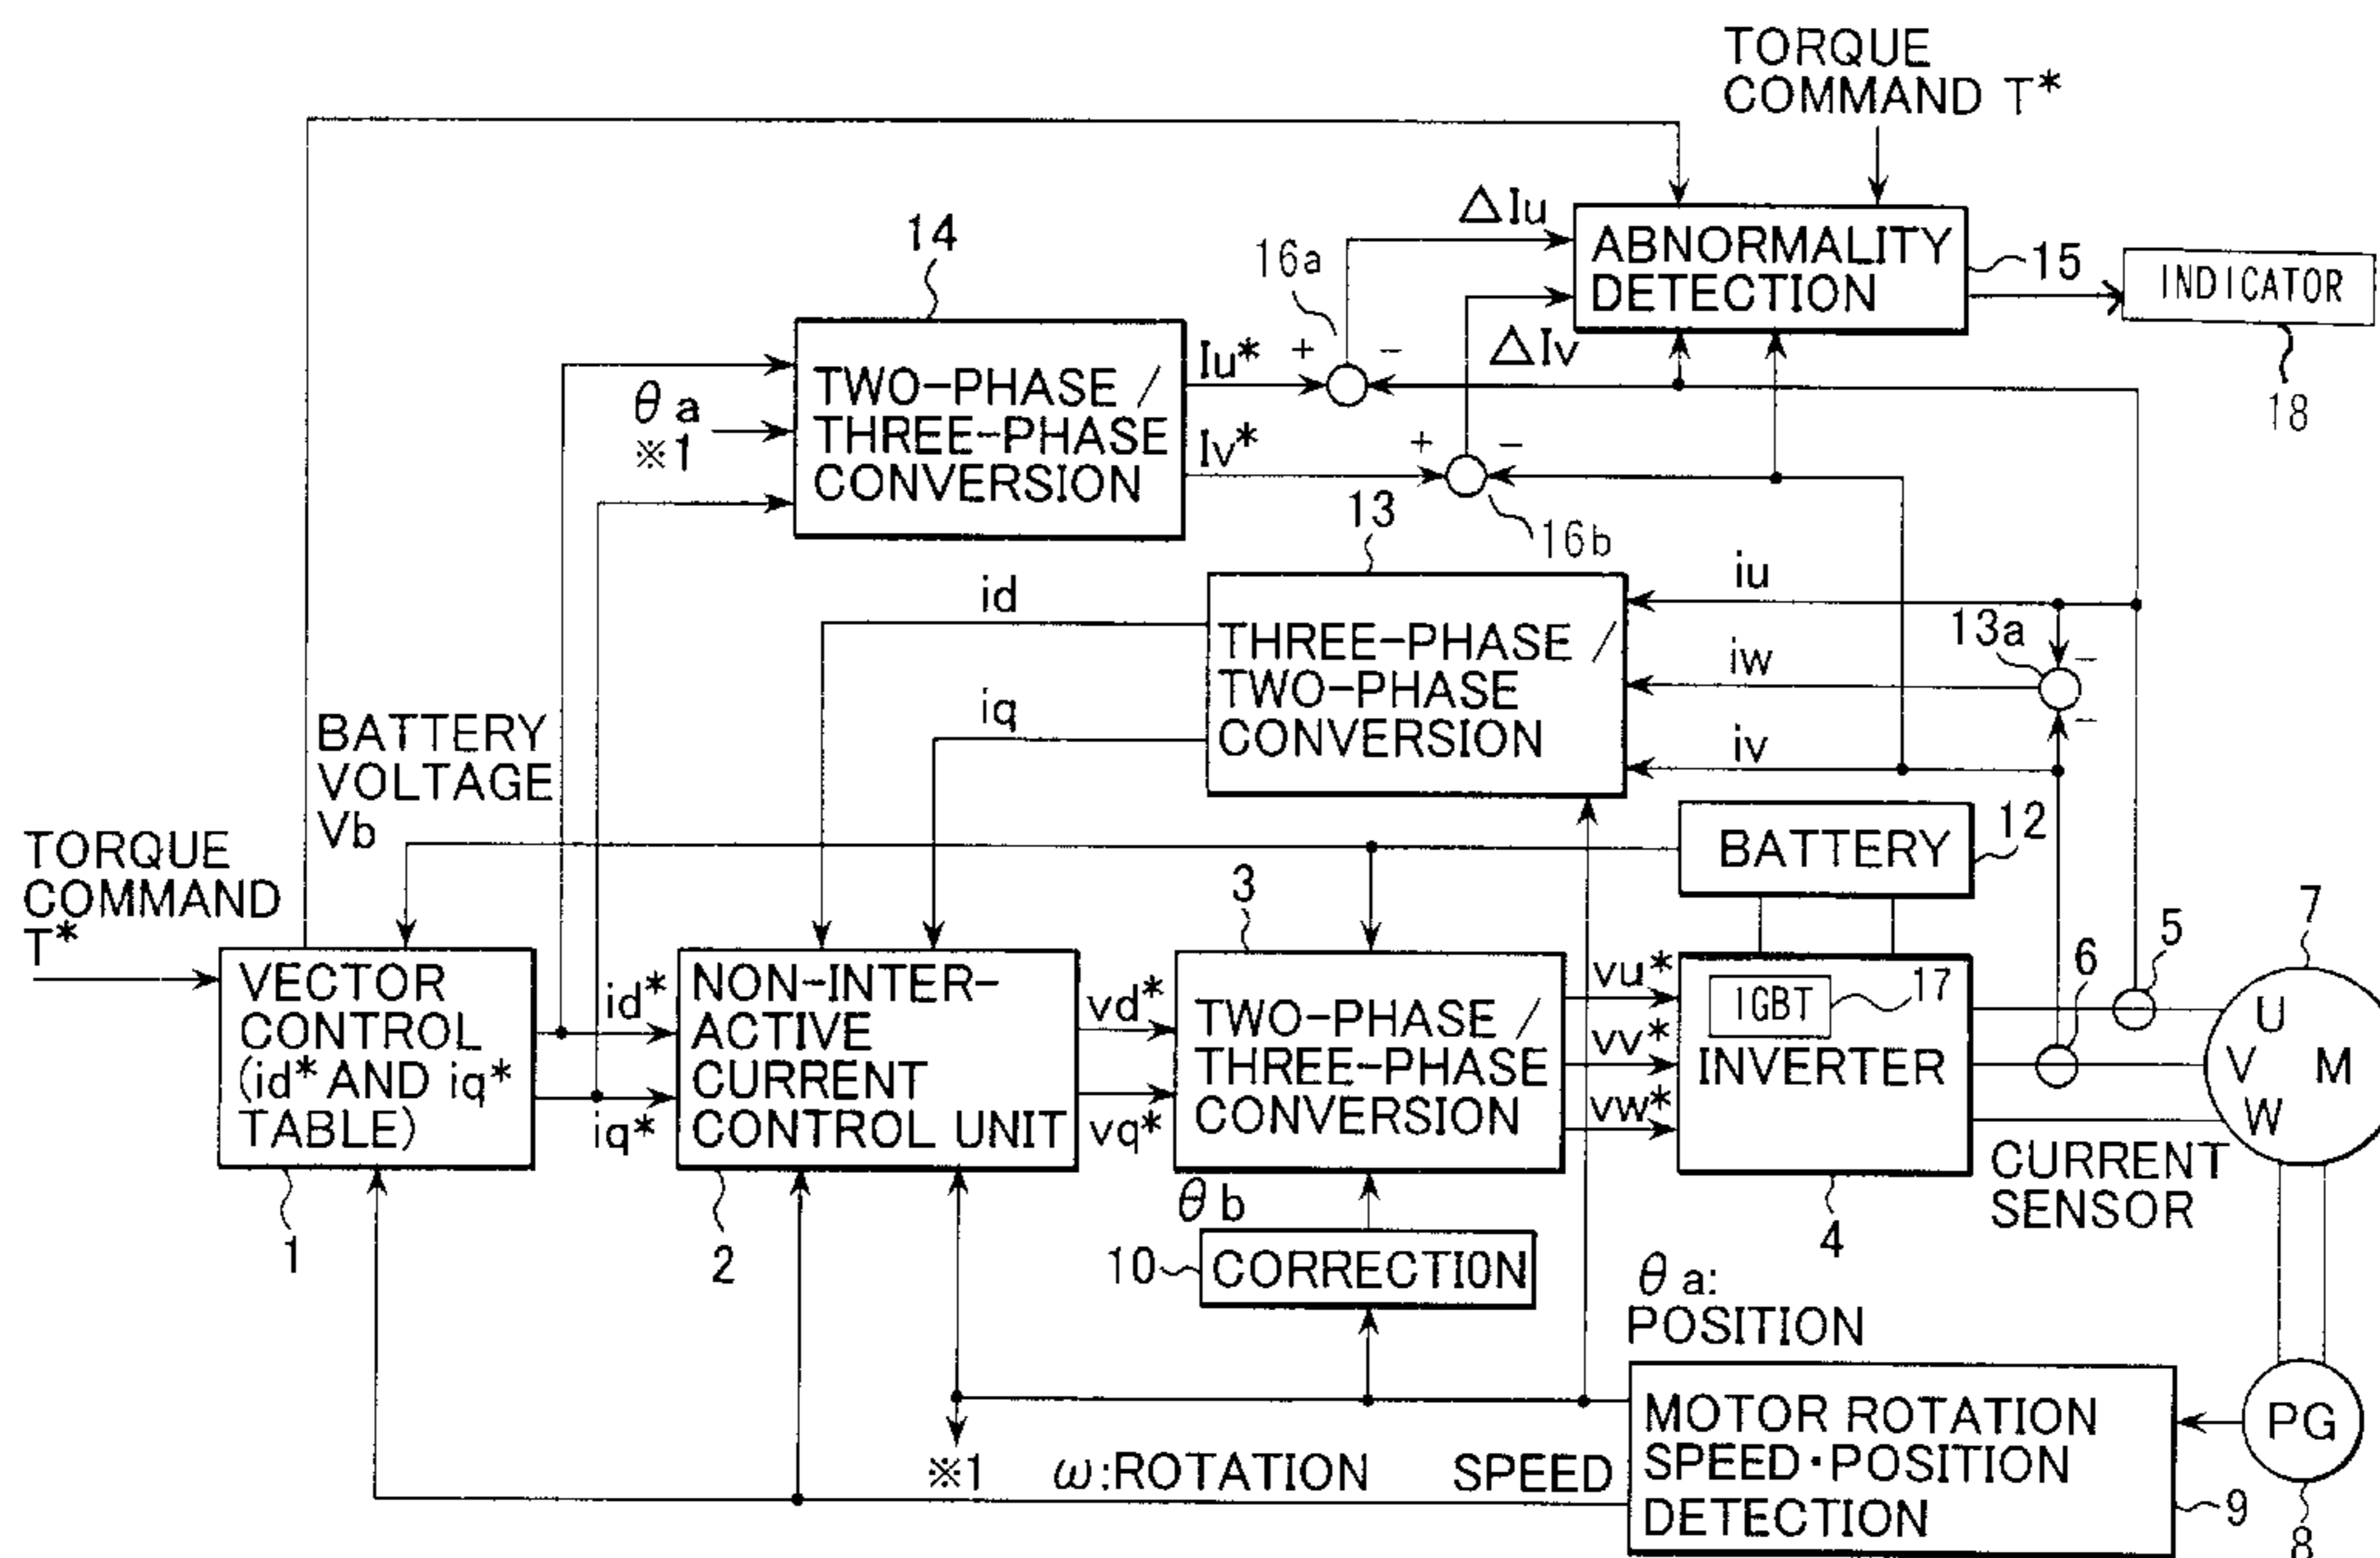 TORQUE
COMMAND T*
ΔIu
14
16a
ABNORMALITY
DETECTION
15
INDICATOR
18
ΔIv
TWO-PHASE /
THREE-PHASE
CONVERSION
θa
※1
Iu*
+
−
Iv*
+
−
13
16b
iu
id
THREE-PHASE /
TWO-PHASE
CONVERSION
13a
−
iw
iq
−
iv
BATTERY
VOLTAGE
Vb
TORQUE
COMMAND
T*
BATTERY
12
3
7
5
6
VECTOR
CONTROL
(id* AND iq*
TABLE)
id*
iq*
NON-INTER-
ACTIVE
CURRENT
CONTROL UNIT
vd*
vq*
TWO-PHASE /
THREE-PHASE
CONVERSION
vu*
vv*
vw*
IGBT
17
INVERTER
U
V
M
W
CURRENT
SENSOR
1
2
θb
4
10
CORRECTION
θa:
POSITION
MOTOR ROTATION
SPEED・POSITION
DETECTION
PG
※1
ω:ROTATION SPEED
9
8